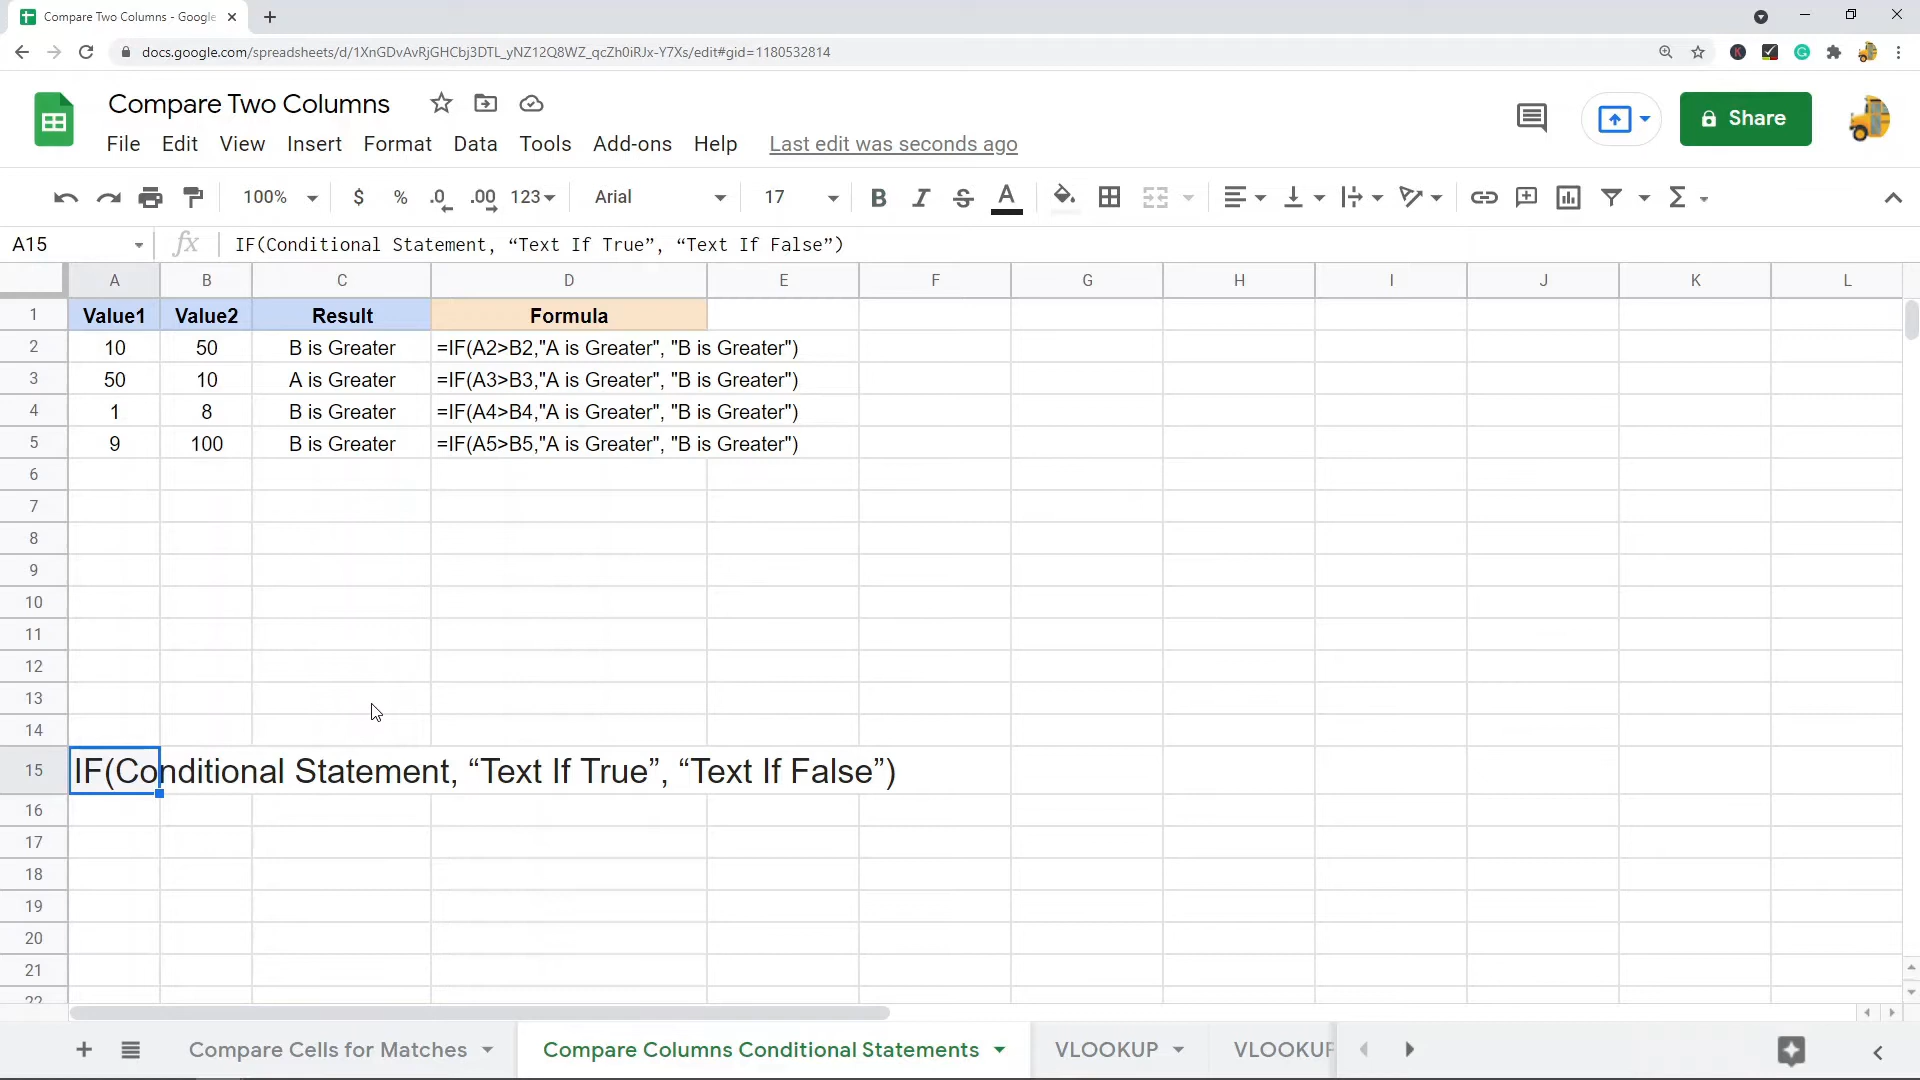 Compare Two Columns - Google
docs.google.com/spreadsheets/d/1XnGDvAvRjGHCbj3DTL_yNZ12Q8WZ_qcZh0iRJx-Y7Xs/edit#gid=1180532814
Compare Two Columns
Share
File Edit View Insert Format Data Tools Add-ons Help Last edit was seconds ago
100% $ % .0 .00 123 Arial 17 B I S A Σ
A15 fx IF(Conditional Statement, “Text If True”, “Text If False”)
A B C D E F G H I J K L
1 Value1 Value2 Result Formula
2 10 50 B is Greater =IF(A2>B2,"A is Greater", "B is Greater")
3 50 10 A is Greater =IF(A3>B3,"A is Greater", "B is Greater")
4 1 8 B is Greater =IF(A4>B4,"A is Greater", "B is Greater")
5 9 100 B is Greater =IF(A5>B5,"A is Greater", "B is Greater")
6
7
8
9
10
11
12
13
14
15 IF(Conditional Statement, “Text If True”, “Text If False”)
16
17
18
19
20
21
22
+ Compare Cells for Matches Compare Columns Conditional Statements VLOOKUP VLOOKUP